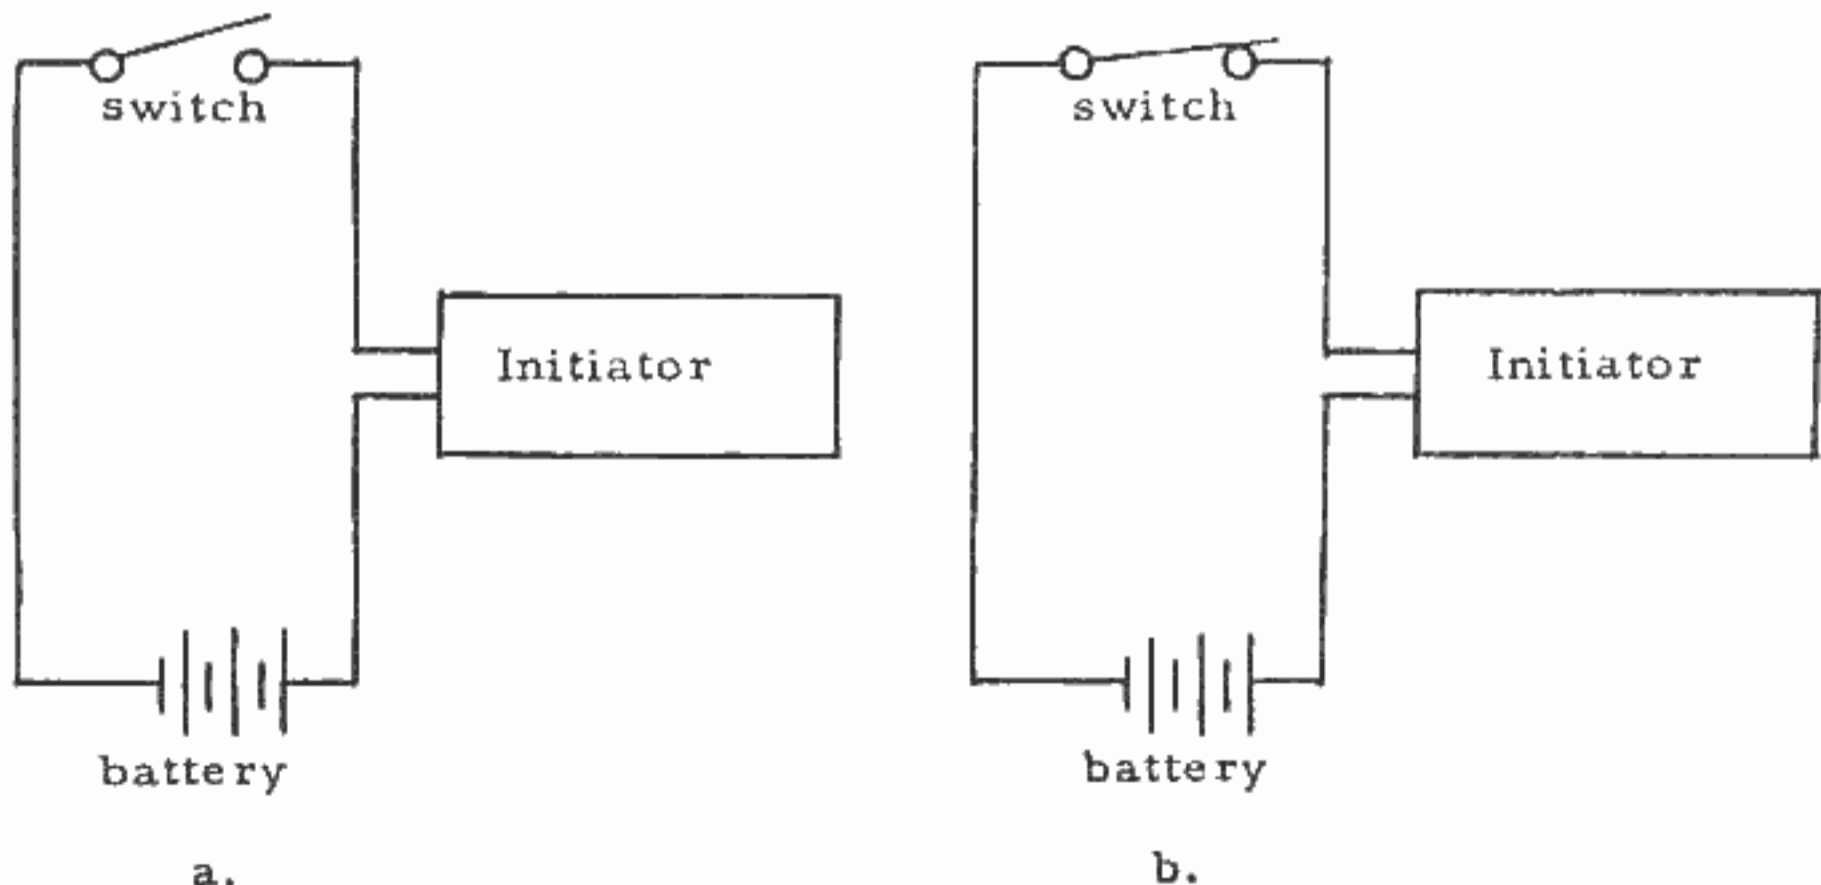 switch
Initiator
battery
a.
switch
Initiator
battery
b.